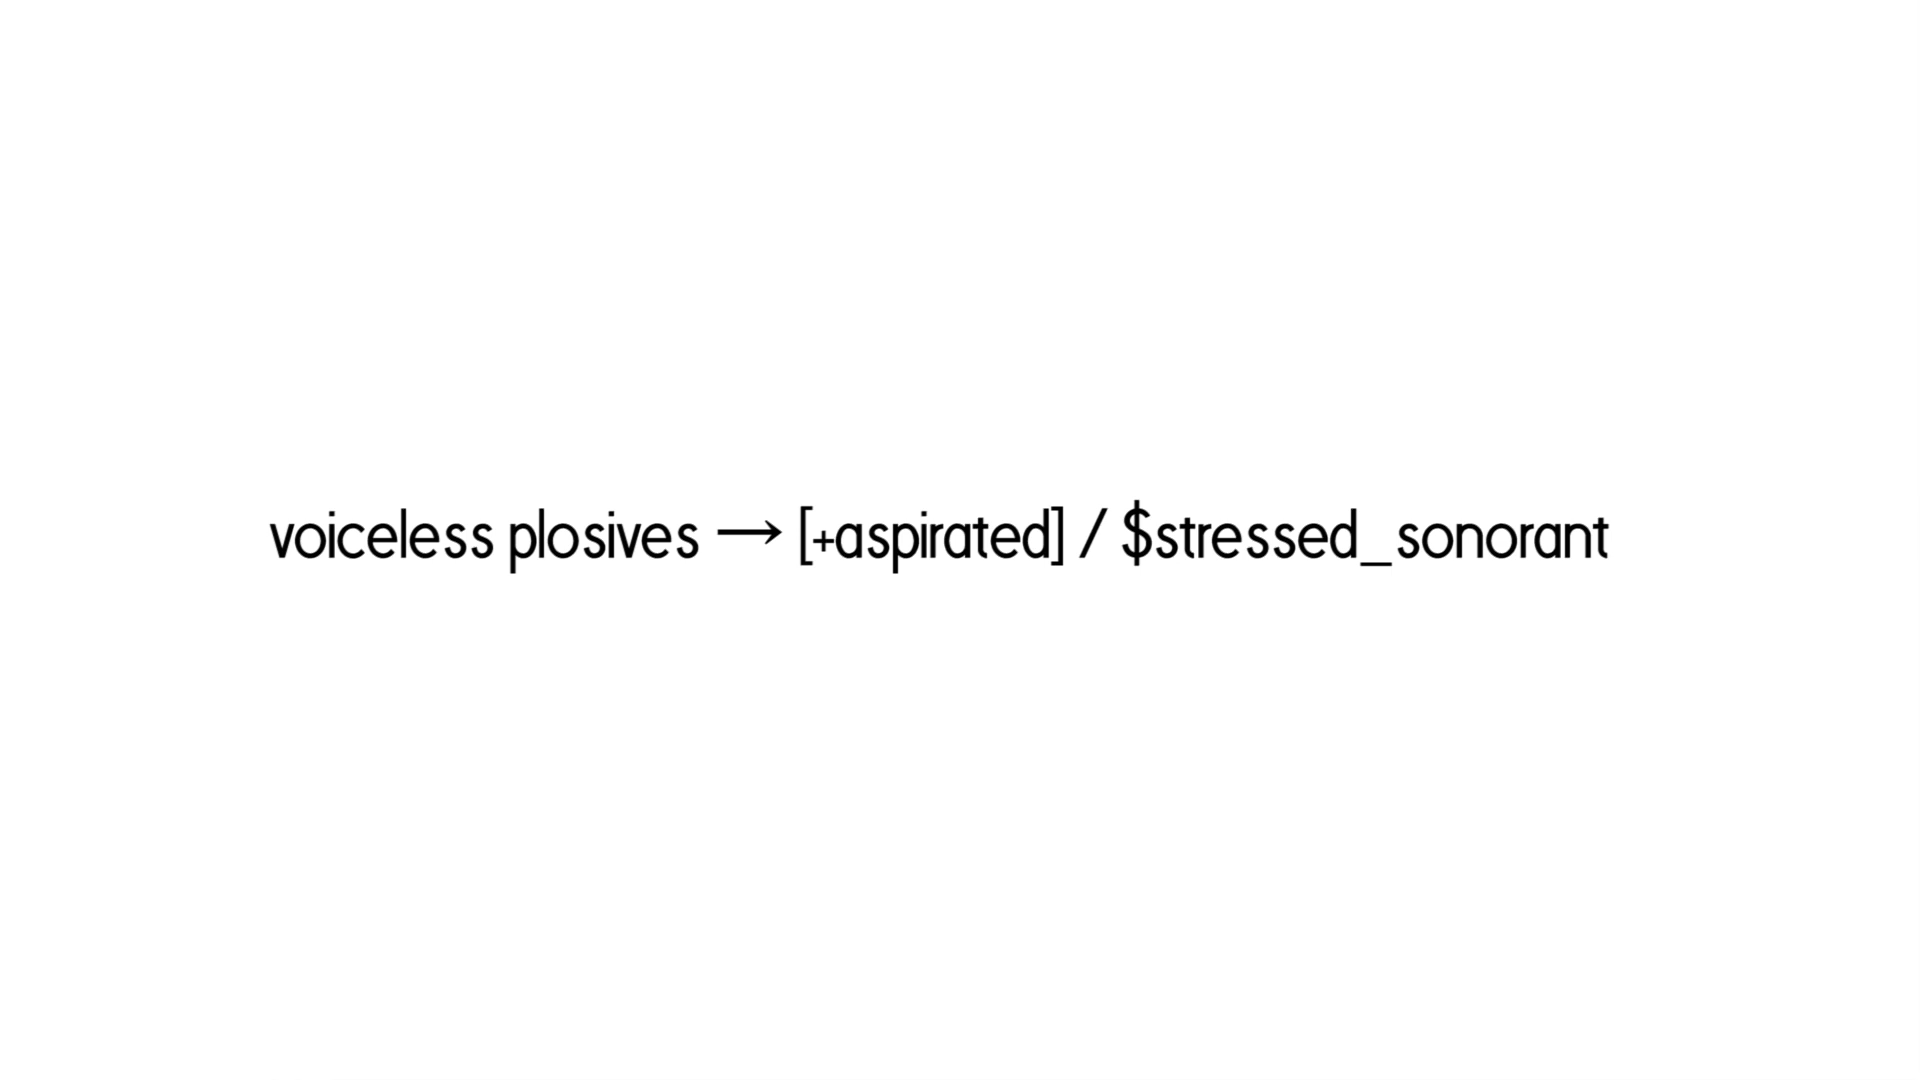 voiceless plosives → [+aspirated] / $stressed_sonorant